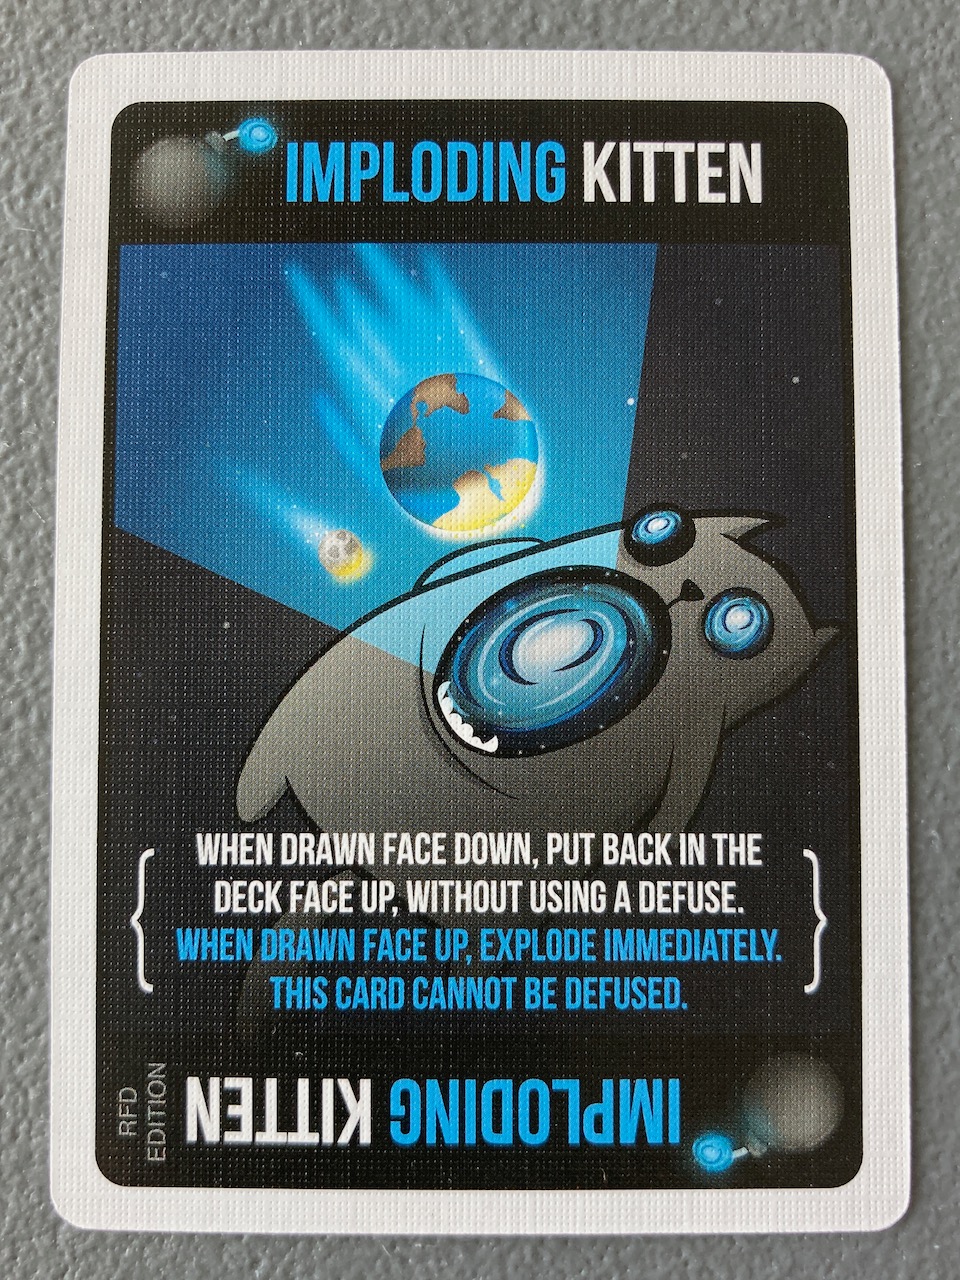 IMPLODING KITTEN
WHEN DRAWN FACE DOWN, PUT BACK IN THE
DECK FACE UP, WITHOUT USING A DEFUSE.
WHEN DRAWN FACE UP, EXPLODE IMMEDIATELY.
THIS CARD CANNOT BE DEFUSED.
RFD
EDITION
IMPLODING KITTEN